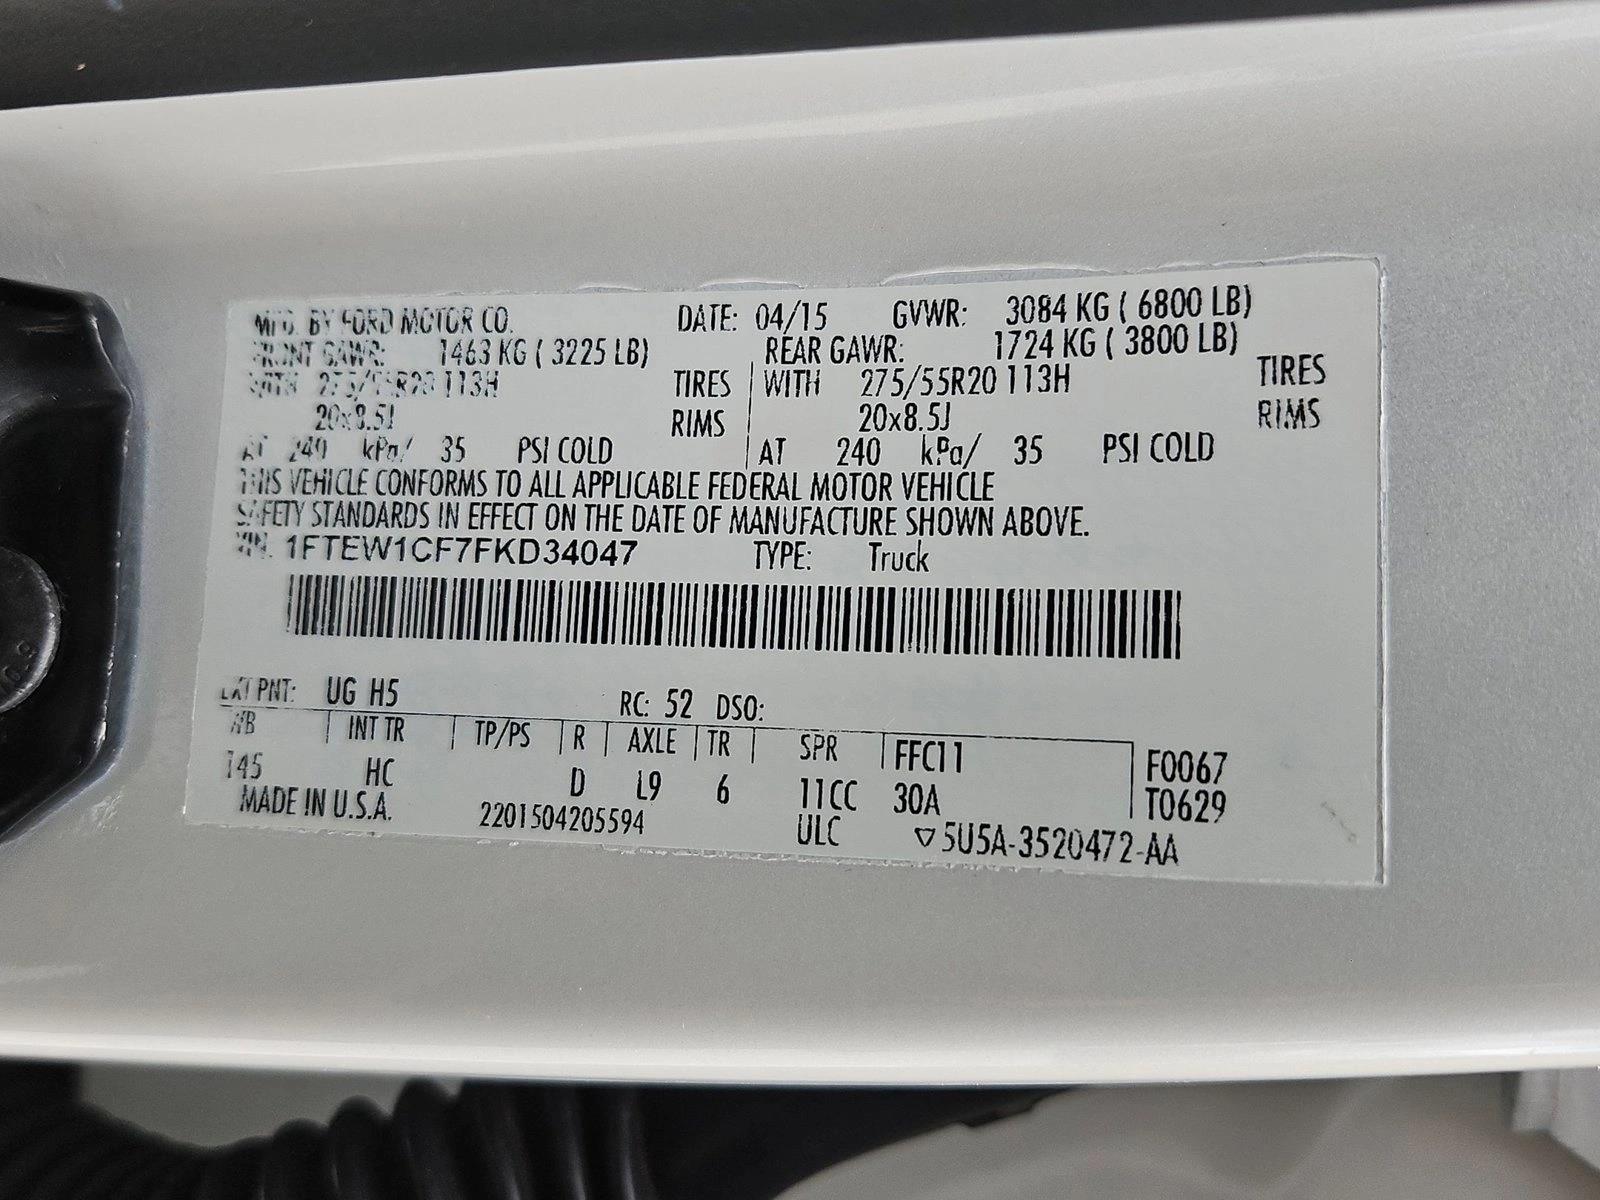 MFD. BY FORD MOTOR CO. DATE: 04/15 GVWR: 3084 KG ( 6800 LB)
FRONT GAWR: 1463 KG ( 3225 LB) REAR GAWR: 1724 KG ( 3800 LB)
WITH 275/55R20 113H TIRES WITH 275/55R20 113H TIRES
20x8.5J RIMS 20x8.5J RIMS
AT 240 kPa/ 35 PSI COLD AT 240 kPa/ 35 PSI COLD
THIS VEHICLE CONFORMS TO ALL APPLICABLE FEDERAL MOTOR VEHICLE
SAFETY STANDARDS IN EFFECT ON THE DATE OF MANUFACTURE SHOWN ABOVE.
VIN: 1FTEW1CF7FKD34047 TYPE: Truck
EXT PNT: UG H5 RC: 52 DSO:
WB INT TR TP/PS R AXLE TR SPR FFC11 F0067
145 HC D L9 6 11CC 30A T0629
MADE IN U.S.A. 2201504205594 ULC ▽5U5A-3520472-AA